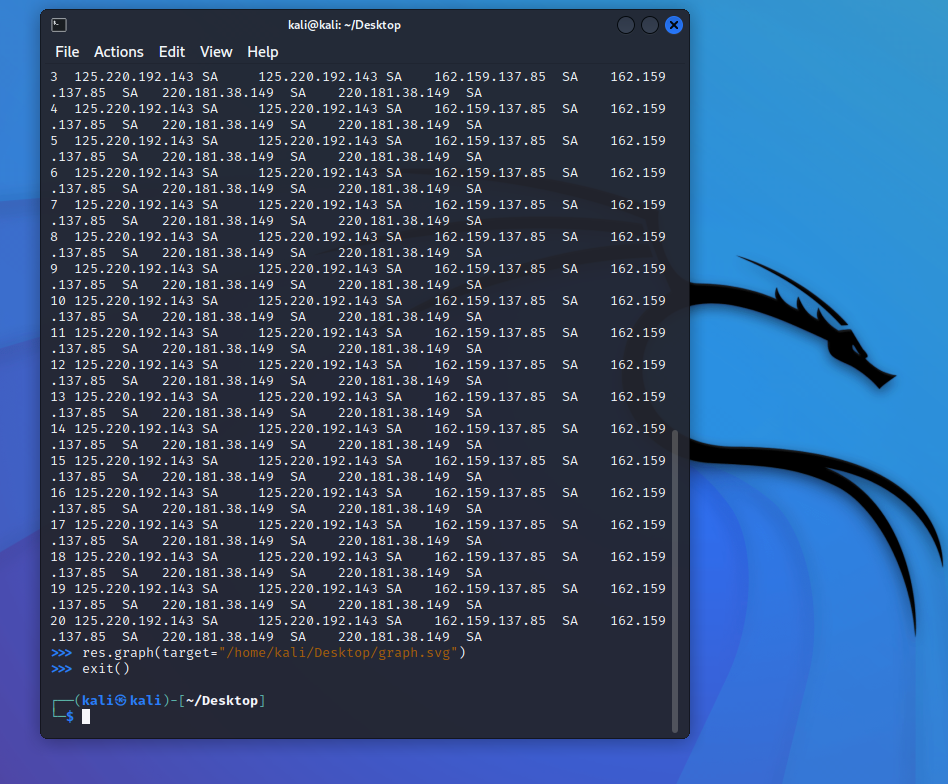 kali@kali: ~/Desktop
File Actions Edit View Help
3  125.220.192.143 SA     125.220.192.143 SA    162.159.137.85  SA    162.159
.137.85  SA   220.181.38.149  SA    220.181.38.149  SA
4  125.220.192.143 SA     125.220.192.143 SA    162.159.137.85  SA    162.159
.137.85  SA   220.181.38.149  SA    220.181.38.149  SA
5  125.220.192.143 SA     125.220.192.143 SA    162.159.137.85  SA    162.159
.137.85  SA   220.181.38.149  SA    220.181.38.149  SA
6  125.220.192.143 SA     125.220.192.143 SA    162.159.137.85  SA    162.159
.137.85  SA   220.181.38.149  SA    220.181.38.149  SA
7  125.220.192.143 SA     125.220.192.143 SA    162.159.137.85  SA    162.159
.137.85  SA   220.181.38.149  SA    220.181.38.149  SA
8  125.220.192.143 SA     125.220.192.143 SA    162.159.137.85  SA    162.159
.137.85  SA   220.181.38.149  SA    220.181.38.149  SA
9  125.220.192.143 SA     125.220.192.143 SA    162.159.137.85  SA    162.159
.137.85  SA   220.181.38.149  SA    220.181.38.149  SA
10 125.220.192.143 SA     125.220.192.143 SA    162.159.137.85  SA    162.159
.137.85  SA   220.181.38.149  SA    220.181.38.149  SA
11 125.220.192.143 SA     125.220.192.143 SA    162.159.137.85  SA    162.159
.137.85  SA   220.181.38.149  SA    220.181.38.149  SA
12 125.220.192.143 SA     125.220.192.143 SA    162.159.137.85  SA    162.159
.137.85  SA   220.181.38.149  SA    220.181.38.149  SA
13 125.220.192.143 SA     125.220.192.143 SA    162.159.137.85  SA    162.159
.137.85  SA   220.181.38.149  SA    220.181.38.149  SA
14 125.220.192.143 SA     125.220.192.143 SA    162.159.137.85  SA    162.159
.137.85  SA   220.181.38.149  SA    220.181.38.149  SA
15 125.220.192.143 SA     125.220.192.143 SA    162.159.137.85  SA    162.159
.137.85  SA   220.181.38.149  SA    220.181.38.149  SA
16 125.220.192.143 SA     125.220.192.143 SA    162.159.137.85  SA    162.159
.137.85  SA   220.181.38.149  SA    220.181.38.149  SA
17 125.220.192.143 SA     125.220.192.143 SA    162.159.137.85  SA    162.159
.137.85  SA   220.181.38.149  SA    220.181.38.149  SA
18 125.220.192.143 SA     125.220.192.143 SA    162.159.137.85  SA    162.159
.137.85  SA   220.181.38.149  SA    220.181.38.149  SA
19 125.220.192.143 SA     125.220.192.143 SA    162.159.137.85  SA    162.159
.137.85  SA   220.181.38.149  SA    220.181.38.149  SA
20 125.220.192.143 SA     125.220.192.143 SA    162.159.137.85  SA    162.159
.137.85  SA   220.181.38.149  SA    220.181.38.149  SA
>>> res.graph(target="/home/kali/Desktop/graph.svg")
>>> exit()
┌──(kali㉿kali)-[~/Desktop]
└─$